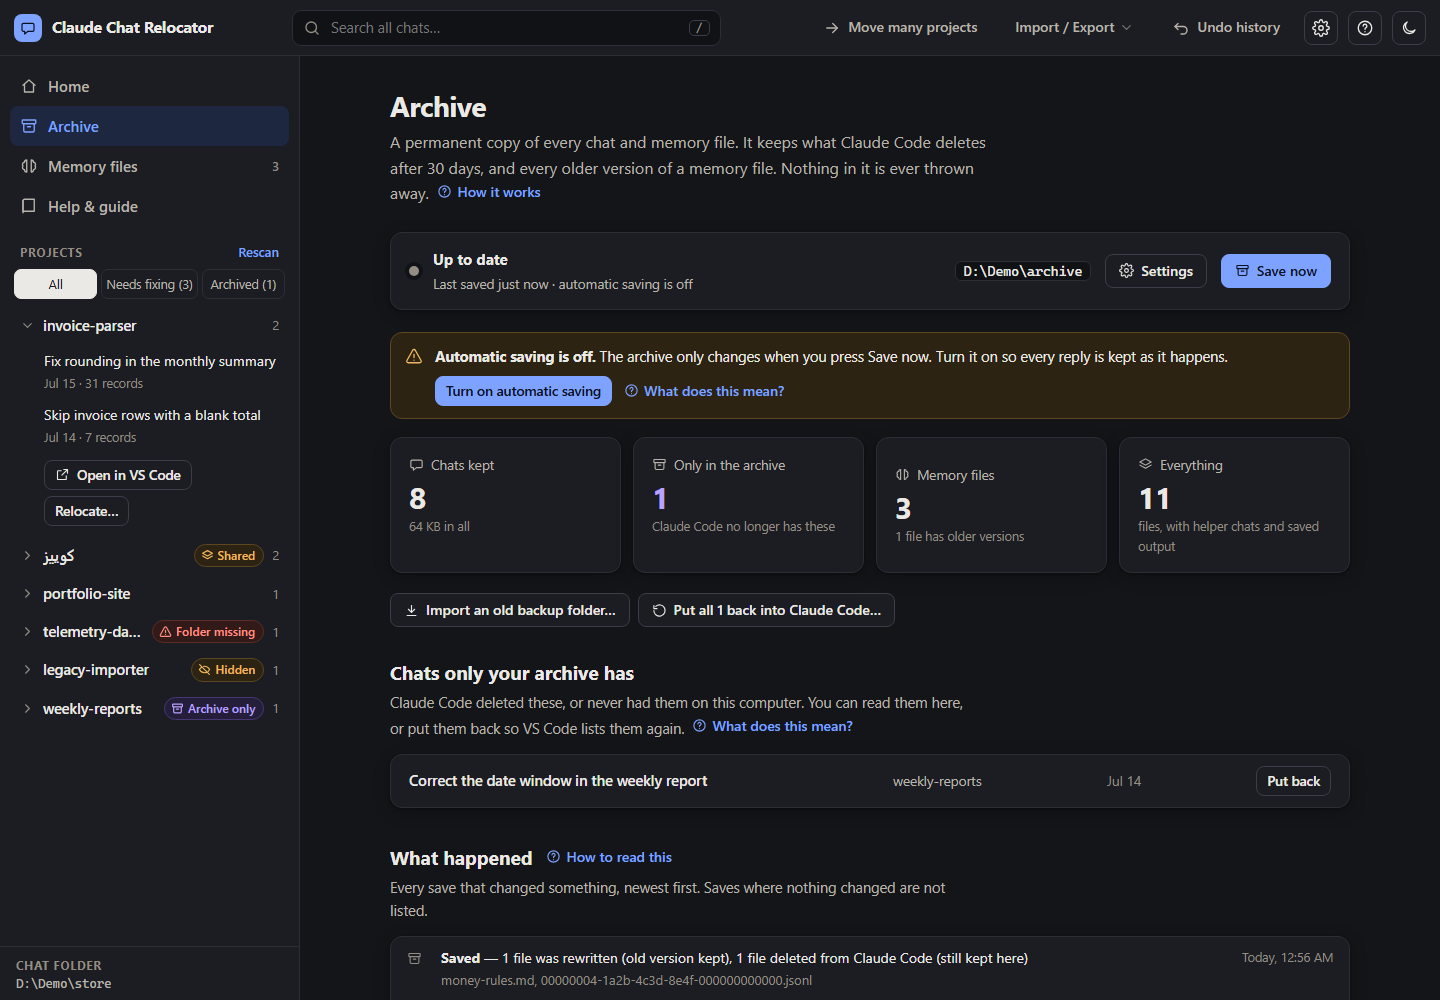 Claude Chat Relocator
Search all chats...
/
Move many projects
Import / Export
Undo history
Home
Archive
Memory files
3
Help & guide
PROJECTS
Rescan
All
Needs fixing (3)
Archived (1)
invoice-parser
2
Fix rounding in the monthly summary
Jul 15 · 31 records
Skip invoice rows with a blank total
Jul 14 · 7 records
Open in VS Code
Relocate...
كوييز
Shared
2
portfolio-site
1
telemetry-da...
Folder missing
1
legacy-importer
Hidden
1
weekly-reports
Archive only
1
CHAT FOLDER
D:\Demo\store
Archive
A permanent copy of every chat and memory file. It keeps what Claude Code deletes
after 30 days, and every older version of a memory file. Nothing in it is ever thrown
away. How it works
Up to date
Last saved just now · automatic saving is off
D:\Demo\archive
Settings
Save now
Automatic saving is off. The archive only changes when you press Save now. Turn it on so every reply is kept as it happens.
Turn on automatic saving
What does this mean?
Chats kept
8
64 KB in all
Only in the archive
1
Claude Code no longer has these
Memory files
3
1 file has older versions
Everything
11
files, with helper chats and saved
output
Import an old backup folder...
Put all 1 back into Claude Code...
Chats only your archive has
Claude Code deleted these, or never had them on this computer. You can read them here,
or put them back so VS Code lists them again. What does this mean?
Correct the date window in the weekly report
weekly-reports
Jul 14
Put back
What happened
How to read this
Every save that changed something, newest first. Saves where nothing changed are not
listed.
Saved — 1 file was rewritten (old version kept), 1 file deleted from Claude Code (still kept here)
Today, 12:56 AM
money-rules.md, 00000004-1a2b-4c3d-8e4f-000000000000.jsonl